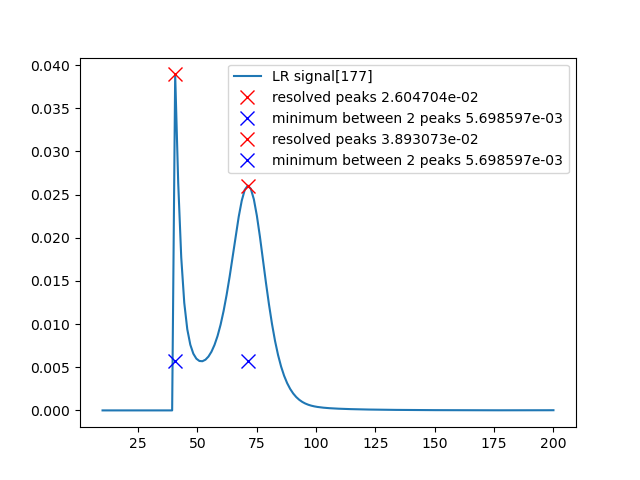 0.040
0.035
0.030
0.025
0.020
0.015
0.010
0.005
0.000
LR signal[177]
resolved peaks 2.604704e-02
minimum between 2 peaks 5.698597e-03
resolved peaks 3.893073e-02
minimum between 2 peaks 5.698597e-03
25 50 75 100 125 150 175 200